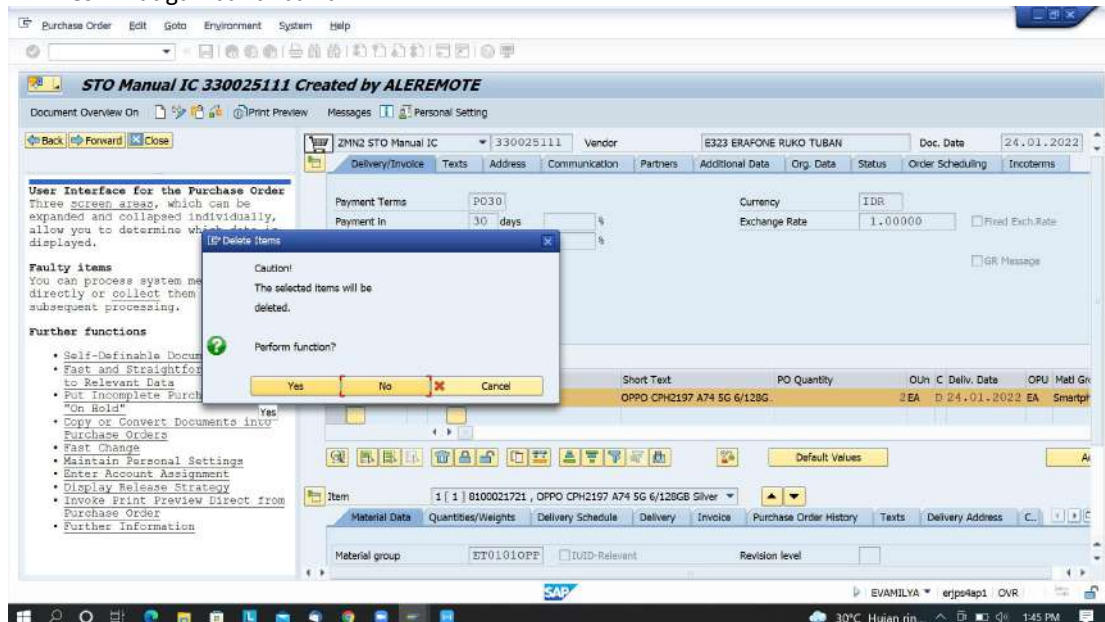 Purchase Order Edit Goto Environment System Help
STO Manual IC 330025111 Created by ALEREMOTE
Document Overview On Print Preview Messages Personal Setting
Back Forward Close
ZMN2 STO Manual IC 330025111 Vendor E323 ERAFONE RUKO TUBAN Doc. Date 24.01.2022
Delivery/Invoice Texts Address Communication Partners Additional Data Org. Data Status Order Scheduling Incoterms
User Interface for the Purchase Order
Three screen areas, which can be
expanded and collapsed individually,
allow you to determine which data is
displayed.
Faulty items
You can process system me
directly or collect them
subsequent processing.
Further functions
• Self-Definable Docum
• Fast and Straightfor
to Relevant Data
• Put Incomplete Purch
"On Hold"
• Copy or Convert Documents into
Purchase Orders
• Fast Change
• Maintain Personal Settings
• Enter Account Assignment
• Display Release Strategy
• Invoke Print Preview Direct from
Purchase Order
• Further Information
Payment Terms PO30 Currency IDR
Payment in 30 days % Exchange Rate 1.00000 Fixed Exch.Rate
%
GR Message
Delete Items
Caution!
The selected items will be
deleted.
Perform function?
Yes No Cancel
Yes
Short Text PO Quantity OUn C Deliv. Date OPU Matl Gr
OPPO CPH2197 A74 5G 6/128G. 2 EA D 24.01.2022 EA Smartph
Default Values
Item 1 [ 1 ] 8100021721 , OPPO CPH2197 A74 5G 6/128GB Silver
Material Data Quantities/Weights Delivery Schedule Delivery Invoice Purchase Order History Texts Delivery Address C..
Material group ET01010PP IUID-Relevant Revision level
SAP EVAMILYA erjps4ap1 OVR
30°C Hujan rin... 1:45 PM